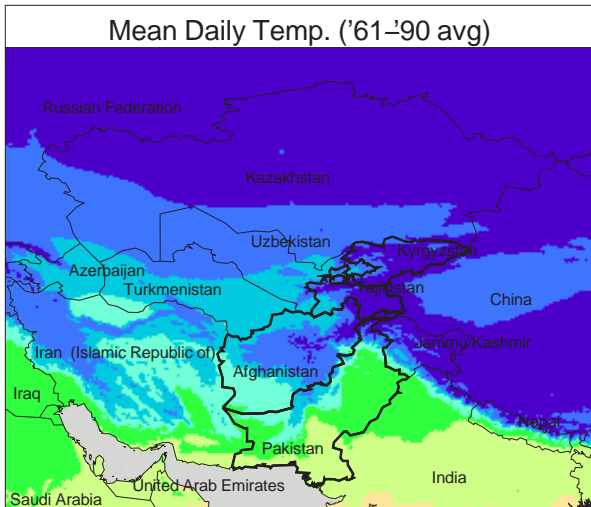 Mean Daily Temp. ('61–'90 avg)
Russian Federation
Kazakhstan
Uzbekistan
Kyrgyzstan
Azerbaijan
Turkmenistan
Tajikistan
China
Jammu/Kashmir
Iran (Islamic Republic of)
Afghanistan
Iraq
Nepal
Pakistan
India
United Arab Emirates
Saudi Arabia